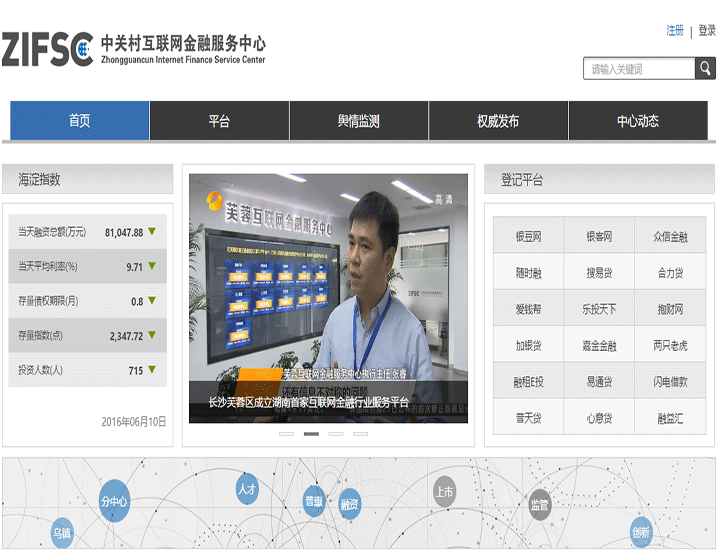 注册 | 登录
ZIFSC 中关村互联网金融服务中心
Zhongguancun Internet Finance Service Center
请输入关键词
首页 平台 舆情监测 权威发布 中心动态
海淀指数
当天融资总额(万元) 81,047.88
当天平均利率(%) 9.71
存量债权期限(月) 0.8
存量指数(点) 2,347.72
投资人数(人) 715
2016年06月10日
高清
芙蓉互联网金融服务中心
芙蓉互联网金融服务中心执行主任 张睿
还有信息不对称的问题
长沙芙蓉区成立湖南首家互联网金融行业服务平台
登记平台
银豆网 银客网 众信金融
随时融 搜易贷 合力贷
爱钱帮 乐投天下 抱财网
加银贷 嘉金金融 两只老虎
融租E投 易通贷 闪电借款
普天贷 心意贷 融益汇
分中心 人才 普惠 融资 上市 监管
乌镇 创新